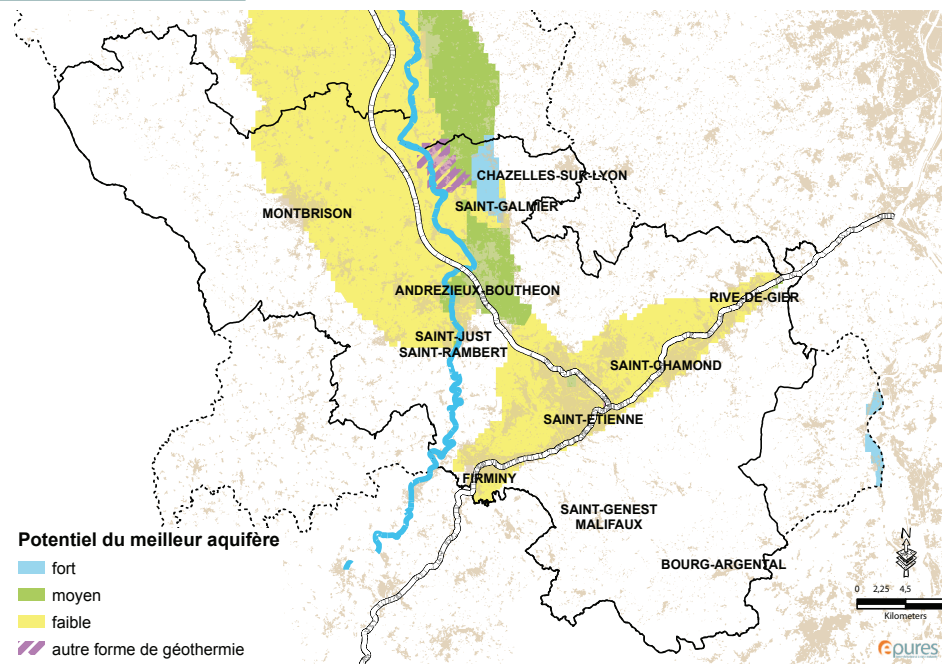 CHAZELLES-SUR-LYON
SAINT-GALMIER
MONTBRISON
ANDREZIEUX-BOUTHEON
RIVE-DE-GIER
SAINT-JUST
SAINT-RAMBERT
SAINT-CHAMOND
SAINT-ETIENNE
FIRMINY
SAINT-GENEST
MALIFAUX
BOURG-ARGENTAL
Potentiel du meilleur aquifère
fort
moyen
faible
autre forme de géothermie
N
0 2,25 4,5
Kilometers
epures